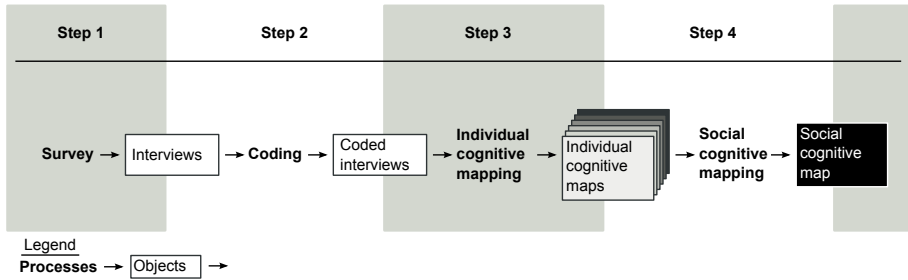 Step 1
Step 2
Step 3
Step 4
Survey
Interviews
Coding
Coded
interviews
Individual
cognitive
mapping
Individual
cognitive
maps
Social
cognitive
mapping
Social
cognitive
map
Legend
Processes
Objects